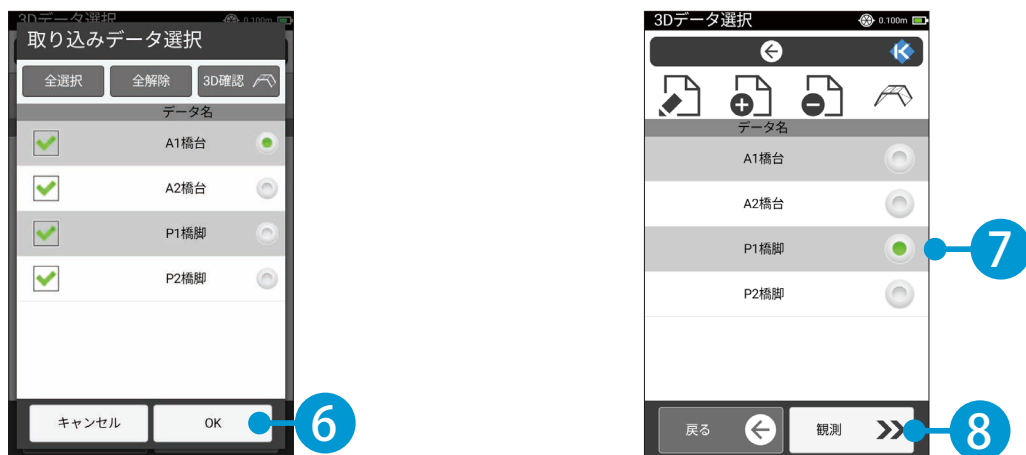 3Dデータ選択
0.100m
取り込みデータ選択
全選択 全解除 3D確認
データ名
A1橋台
A2橋台
P1橋脚
P2橋脚
キャンセル OK
6
3Dデータ選択 0.100m
データ名
A1橋台
A2橋台
P1橋脚
7
P2橋脚
戻る 観測
8